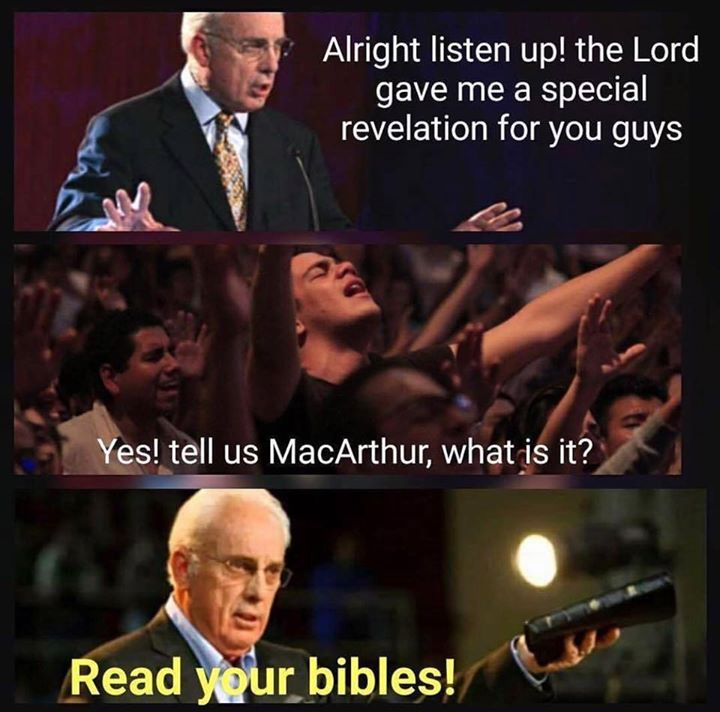 Alright listen up! the Lord
gave me a special
revelation for you guys
Yes! tell us MacArthur, what is it?
Read your bibles!